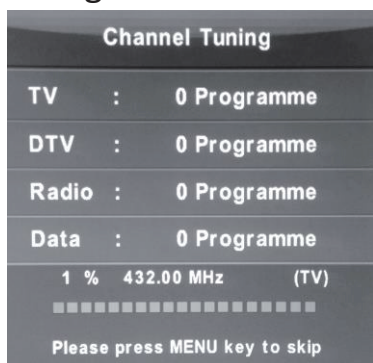 Channel Tuning
TV : 0 Programme
DTV : 0 Programme
Radio : 0 Programme
Data : 0 Programme
1 % 432.00 MHz (TV)
Please press MENU key to skip